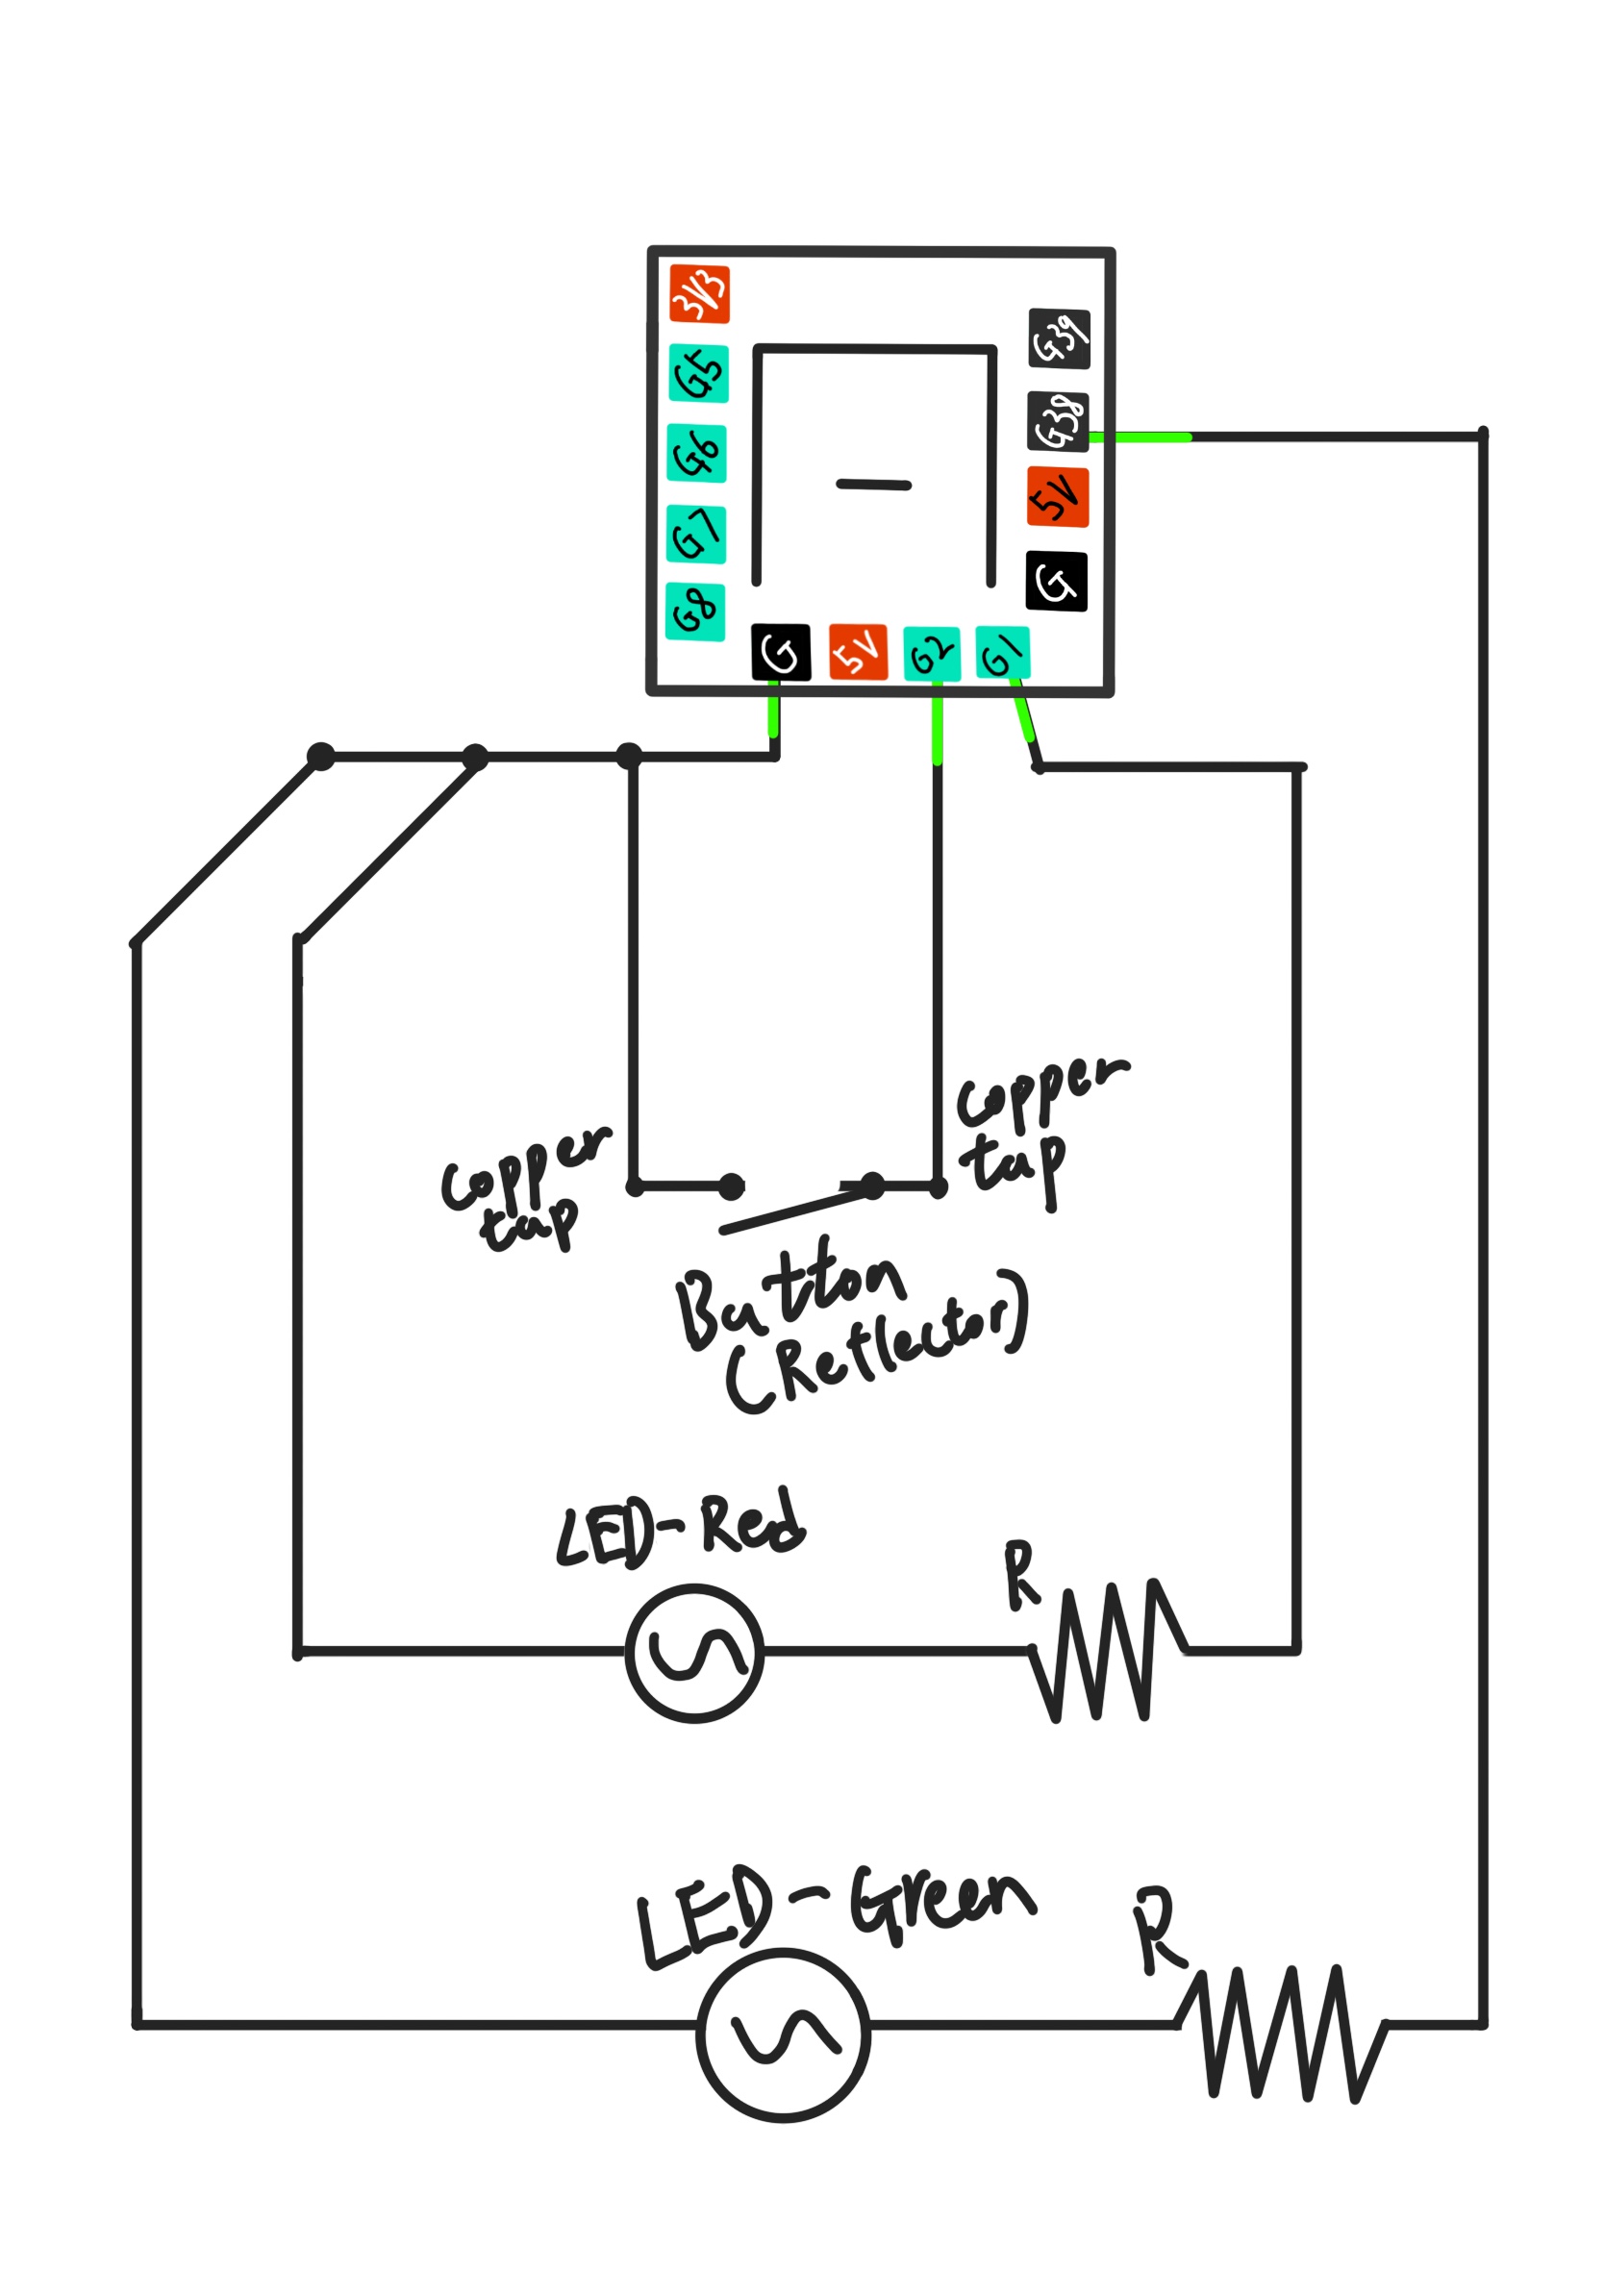 3V3
G5
G6
G7
G8
G
5V
G2
G1
G39
G38
5V
G
Copper
tap
Copper
tap
Button
(Reflector)
LED-Red
R
LED-Green
R